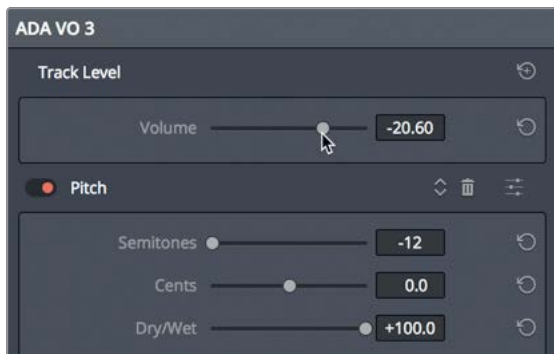 ADA VO 3
Track Level
Volume -20.60
Pitch
Semitones -12
Cents 0.0
Dry/Wet +100.0